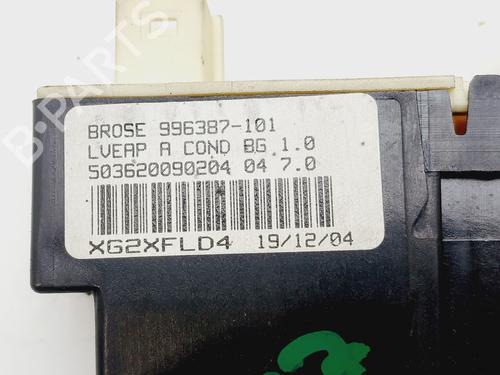 B-PARTS
BROSE 996387-101
LVEAP A COND BG 1.0
503620090204 04 7.0
XG2XFLD4 19/12/04